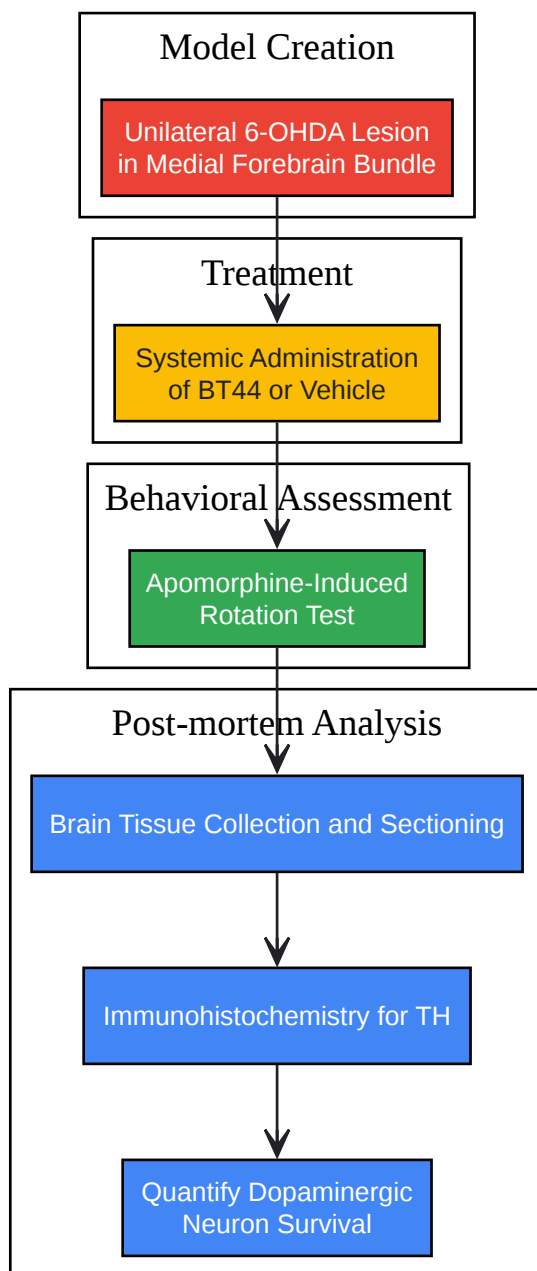 Model Creation
Unilateral 6-OHDA Lesion
in Medial Forebrain Bundle
Treatment
Systemic Administration
of BT44 or Vehicle
Behavioral Assessment
Apomorphine-Induced
Rotation Test
Post-mortem Analysis
Brain Tissue Collection and Sectioning
Immunohistochemistry for TH
Quantify Dopaminergic
Neuron Survival